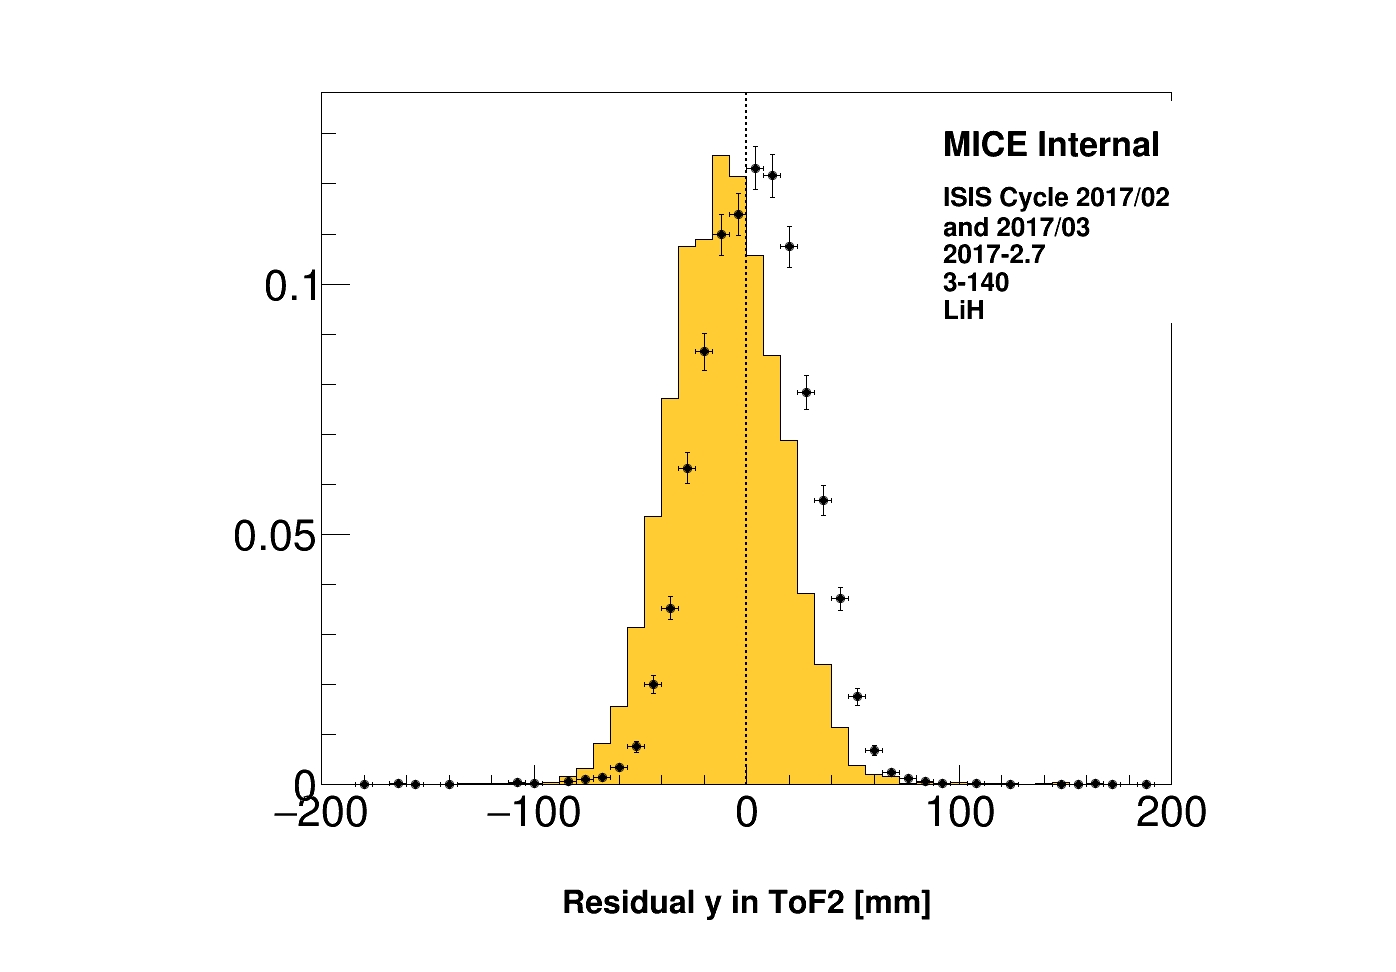 MICE Internal
ISIS Cycle 2017/02
and 2017/03
2017-2.7
3-140
LiH
0.1
0.05
0
−200 −100 0 100 200
Residual y in ToF2 [mm]